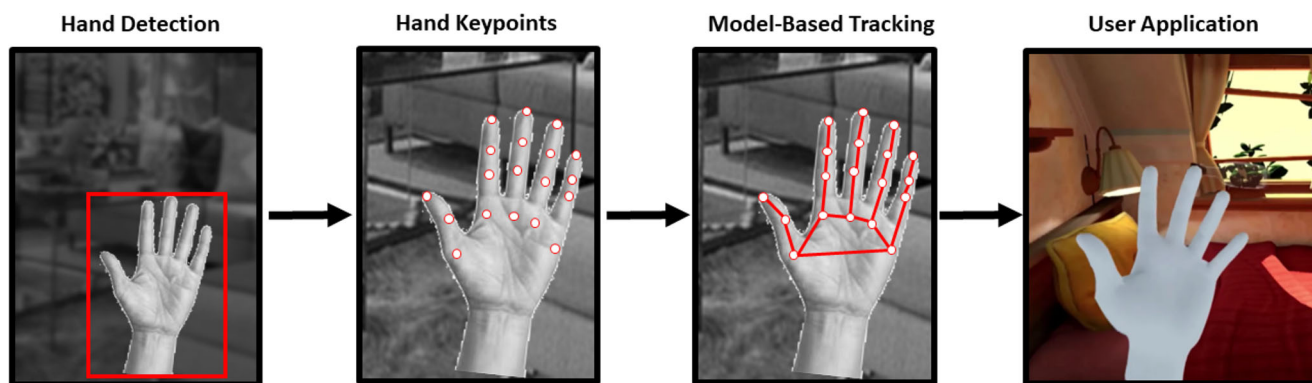 Hand Detection
Hand Keypoints
Model-Based Tracking
User Application